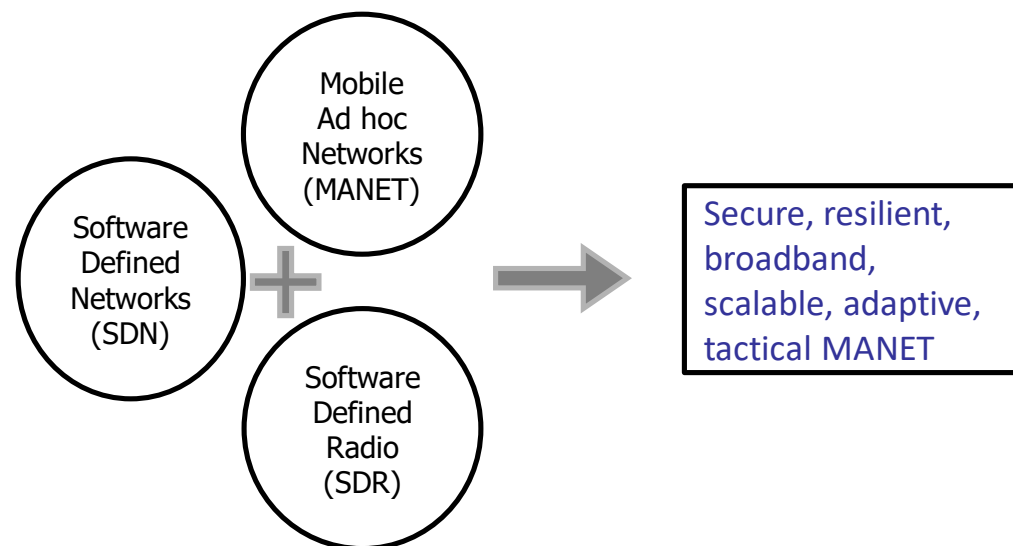 Mobile
Ad hoc
Networks
(MANET)
Software
Defined
Networks
(SDN)
Software
Defined
Radio
(SDR)
Secure, resilient,
broadband,
scalable, adaptive,
tactical MANET